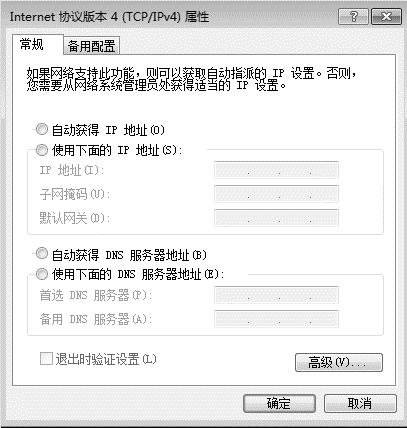 Internet 协议版本 4 (TCP/IPv4) 属性
常规 备用配置
如果网络支持此功能，则可以获取自动指派的 IP 设置。否则，
您需要从网络系统管理员处获得适当的 IP 设置。
自动获得 IP 地址(O)
使用下面的 IP 地址(S):
IP 地址(I):
子网掩码(U):
默认网关(D):
自动获得 DNS 服务器地址(B)
使用下面的 DNS 服务器地址(E):
首选 DNS 服务器(P):
备用 DNS 服务器(A):
退出时验证设置(L)
高级(V)...
确定 取消